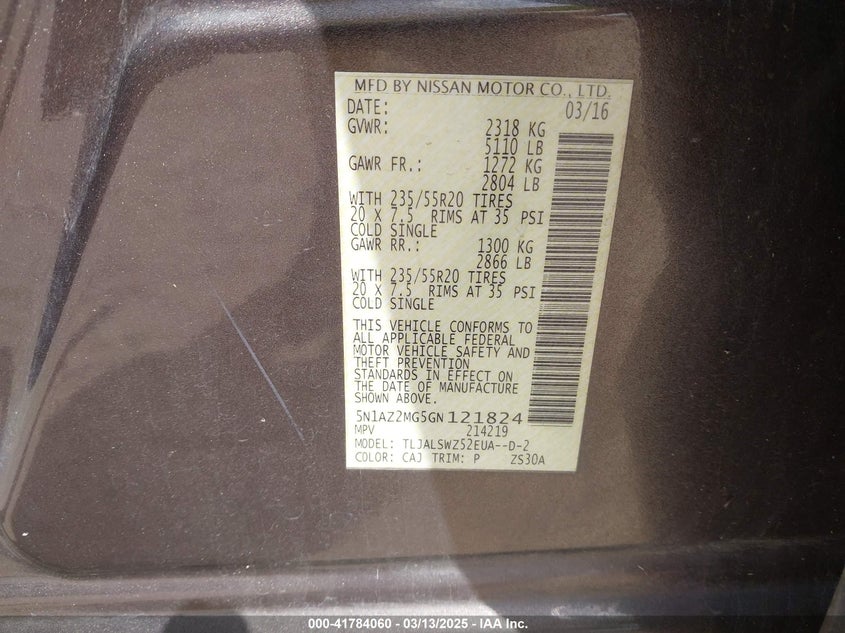 MFD BY NISSAN MOTOR CO., LTD.
DATE: 03/16
GVWR: 2318 KG
5110 LB
GAWR FR.: 1272 KG
2804 LB
WITH 235/55R20 TIRES
20 X 7.5 RIMS AT 35 PSI
COLD SINGLE
GAWR RR.: 1300 KG
2866 LB
WITH 235/55R20 TIRES
20 X 7.5 RIMS AT 35 PSI
COLD SINGLE
THIS VEHICLE CONFORMS TO
ALL APPLICABLE FEDERAL
MOTOR VEHICLE SAFETY AND
THEFT PREVENTION
STANDARDS IN EFFECT ON
THE DATE OF MANUFACTURE
SHOWN ABOVE.
5N1AZ2MG5GN121824
MPV 214219
MODEL: TLJALSWZ52EUA--D-2
COLOR: CAJ TRIM: P ZS30A
000-41784060 - 03/13/2025 - IAA Inc.